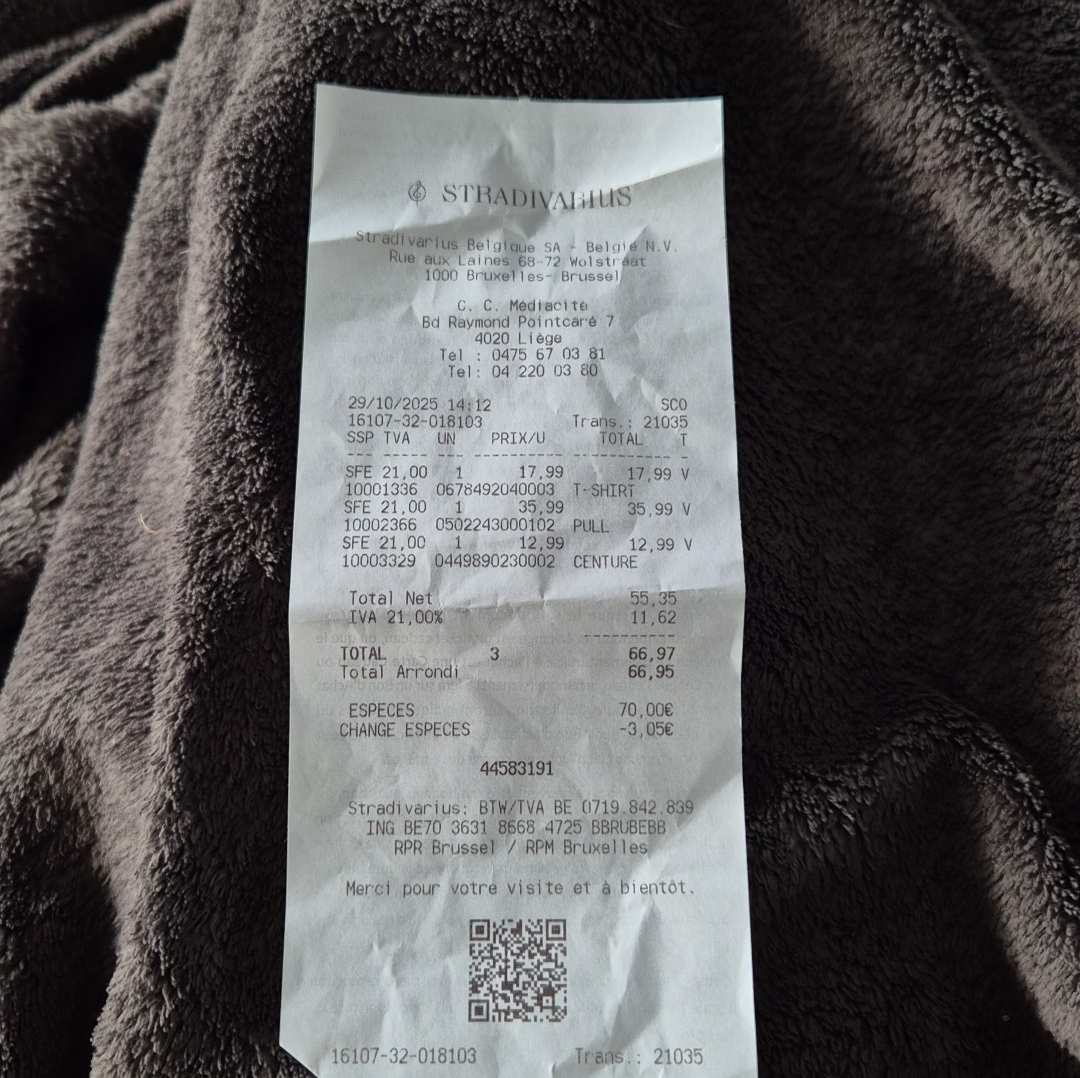 STRADIVARIUS
Stradivarius Belgique SA - België N.V.
Rue aux Laines 68-72 Wolstraat
1000 Bruxelles- Brussel
C. C. Médiacité
Bd Raymond Pointcaré 7
4020 Liège
Tel : 0475 67 03 81
Tel: 04 220 03 80
29/10/2025 14:12 SCO
16107-32-018103 Trans.: 21035
SSP TVA UN PRIX/U TOTAL T
SFE 21,00 1 17,99 17,99 V
10001336 0678492040003 T-SHIRT
SFE 21,00 1 35,99 35,99 V
10002366 0502243000102 PULL
SFE 21,00 1 12,99 12,99 V
10003329 0449890230002 CENTURE
Total Net 55,35
IVA 21,00% 11,62
TOTAL 3 66,97
Total Arrondi 66,95
ESPECES 70,00€
CHANGE ESPECES -3,05€
44583191
Stradivarius: BTW/TVA BE 0719.842.839
ING BE70 3631 8668 4725 BBRUBEBB
RPR Brussel / RPM Bruxelles
Merci pour votre visite et à bientôt.
16107-32-018103 Trans.: 21035